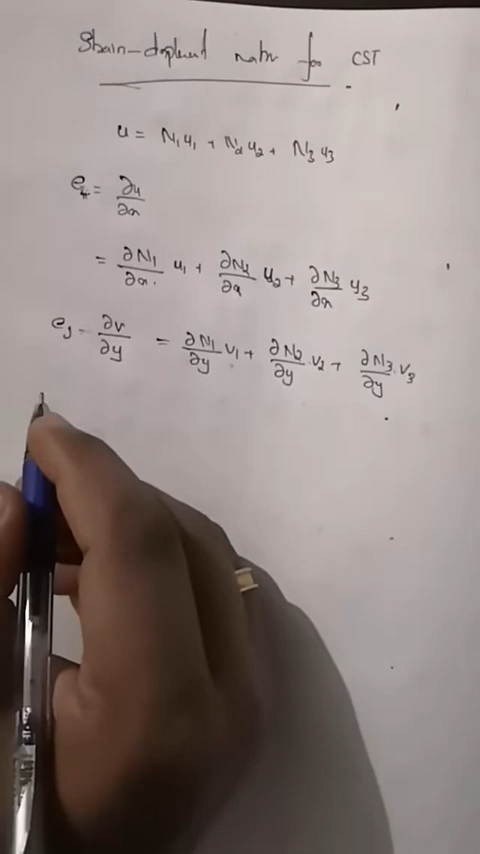 Strain-displacement matrix for CST
u = N₁u₁ + N₂u₂ + N₃u₃
eₓ = ∂u/∂x
= ∂N₁/∂x . u₁ + ∂N₂/∂x u₂ + ∂N₃/∂x u₃
e_y = ∂v/∂y = ∂N₁/∂y v₁ + ∂N₂/∂y . v₂ + ∂N₃/∂y . v₃